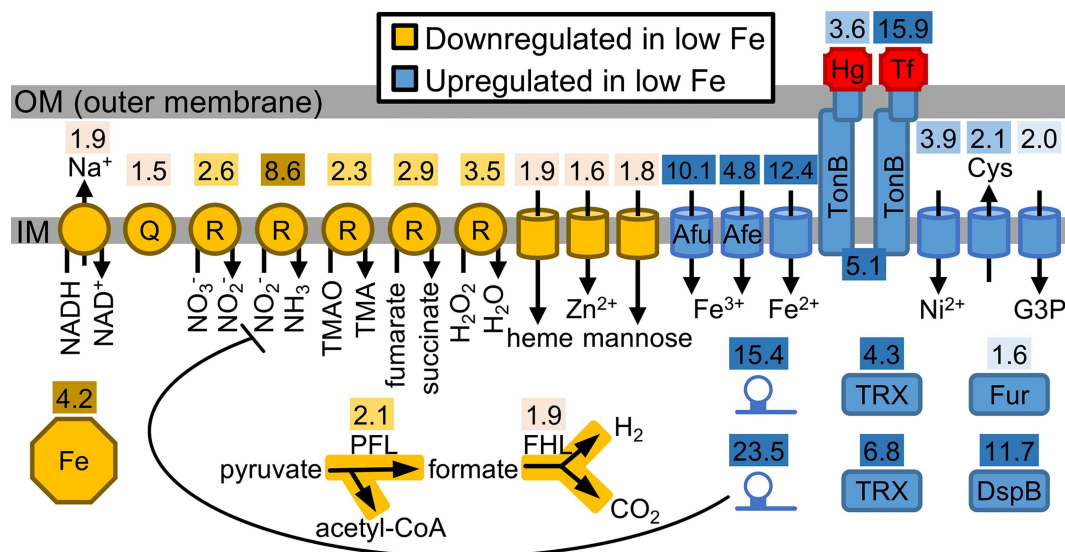 Downregulated in low Fe
Upregulated in low Fe
3.6 15.9
Hg Tf
OM (outer membrane)
1.9 1.5 2.6 8.6 2.3 2.9 3.5 1.9 1.6 1.8 10.1 4.8 12.4 3.9 2.1 2.0
Na⁺ Cys
TonB TonB
IM Q R R R R R Afu Afe
5.1
NADH NAD⁺ NO₃⁻ NO₂⁻ NO₂⁻ NH₃ TMAO TMA fumarate succinate H₂O₂ H₂O
Zn²⁺ Fe³⁺ Fe²⁺ Ni²⁺ G3P
heme mannose
15.4 4.3 1.6
TRX Fur
4.2 2.1 1.9
Fe
PFL FHL H₂
pyruvate formate
acetyl-CoA CO₂
23.5 6.8 11.7
TRX DspB